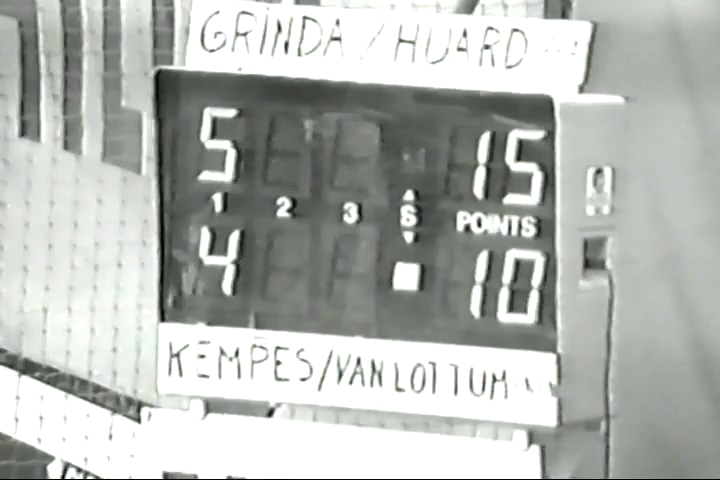 GRINDA / HUARD
5 15
1 2 3 S POINTS
4 10
KEMPES/VAN LOTTUM